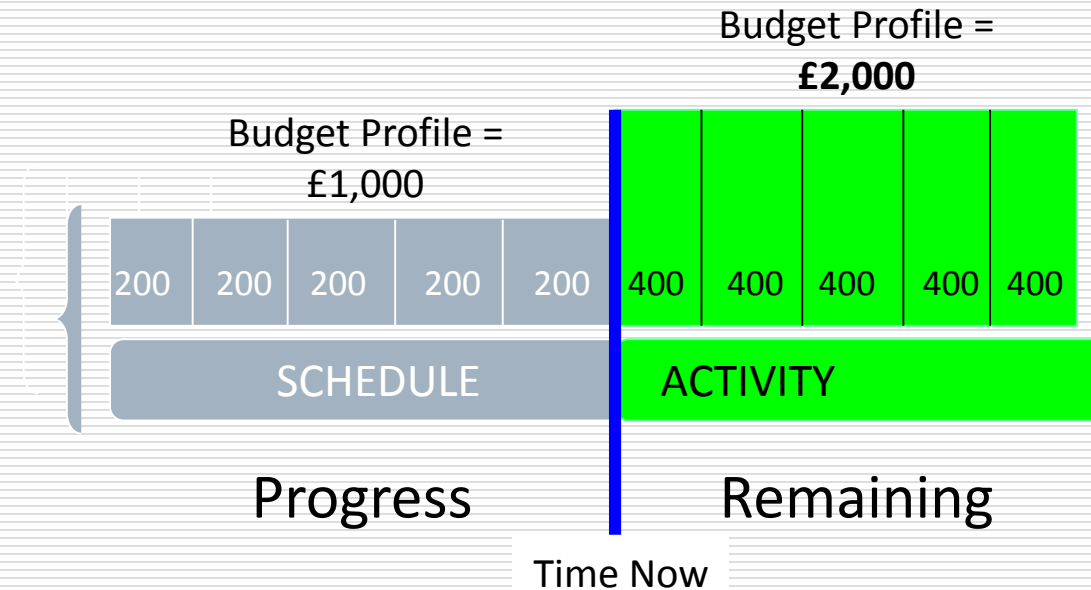 Budget Profile =
£2,000
Budget Profile =
£1,000
200 200 200 200 200 400 400 400 400 400
SCHEDULE ACTIVITY
Progress Remaining
Time Now